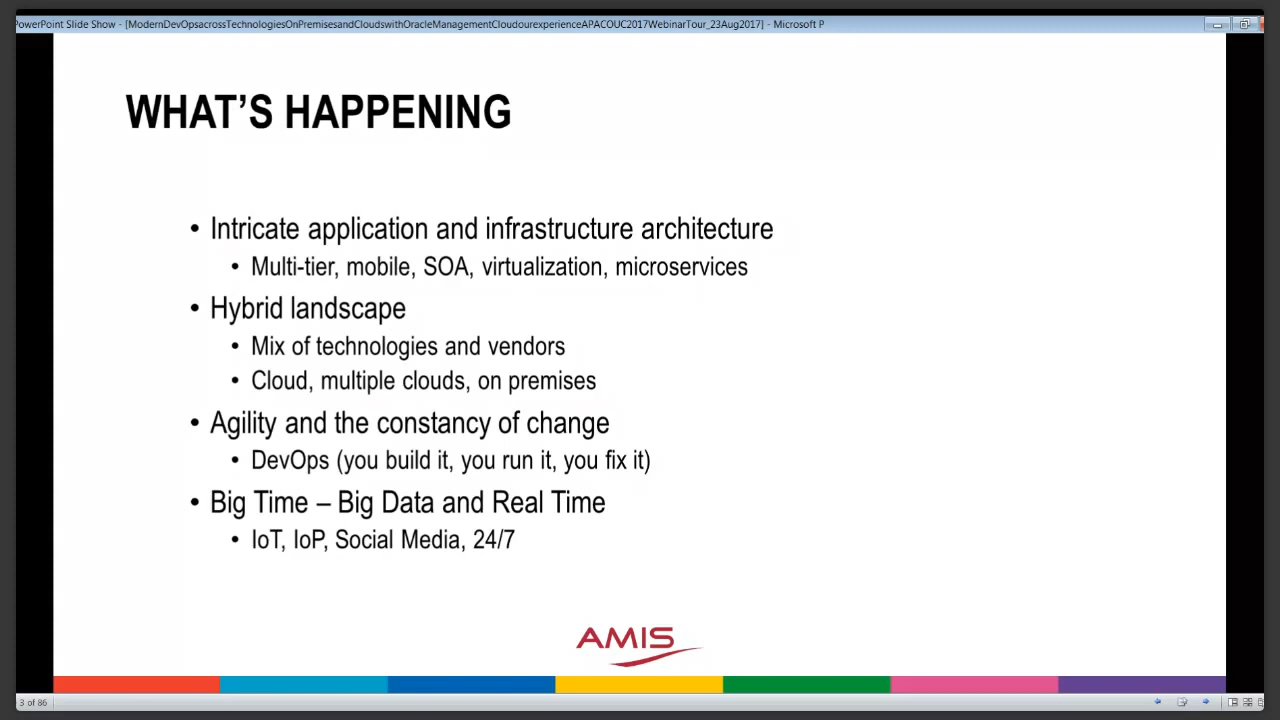 PowerPoint Slide Show - [ModernDevOpsacrossTechnologiesOnPremisesandCloudswithOracleManagementCloudourexperienceAPACOUC2017WebinarTour_23Aug2017] - Microsoft P
WHAT'S HAPPENING
• Intricate application and infrastructure architecture
• Multi-tier, mobile, SOA, virtualization, microservices
• Hybrid landscape
• Mix of technologies and vendors
• Cloud, multiple clouds, on premises
• Agility and the constancy of change
• DevOps (you build it, you run it, you fix it)
• Big Time – Big Data and Real Time
• IoT, IoP, Social Media, 24/7
AMIS
3 of 86